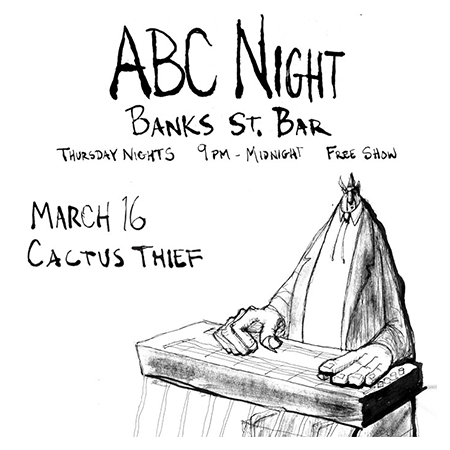 ABC NIGHT
BANKS ST. BAR
THURSDAY NIGHTS 9PM - MIDNIGHT FREE SHOW
MARCH 16
CACTUS THIEF